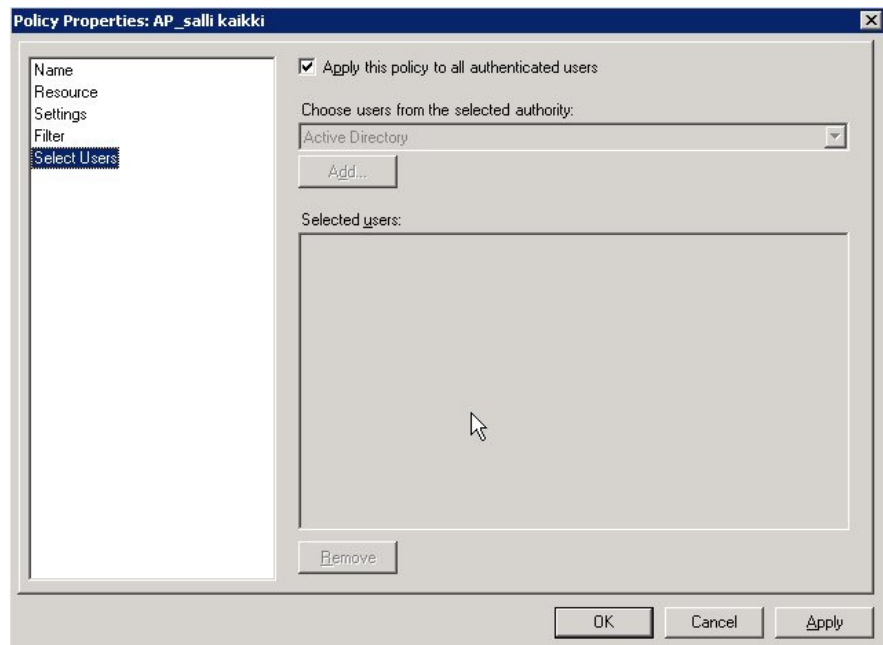 Policy Properties: AP_salli kaikki
Name
Resource
Settings
Filter
Select Users
Apply this policy to all authenticated users
Choose users from the selected authority:
Active Directory
Add...
Selected users:
Remove
OK
Cancel
Apply